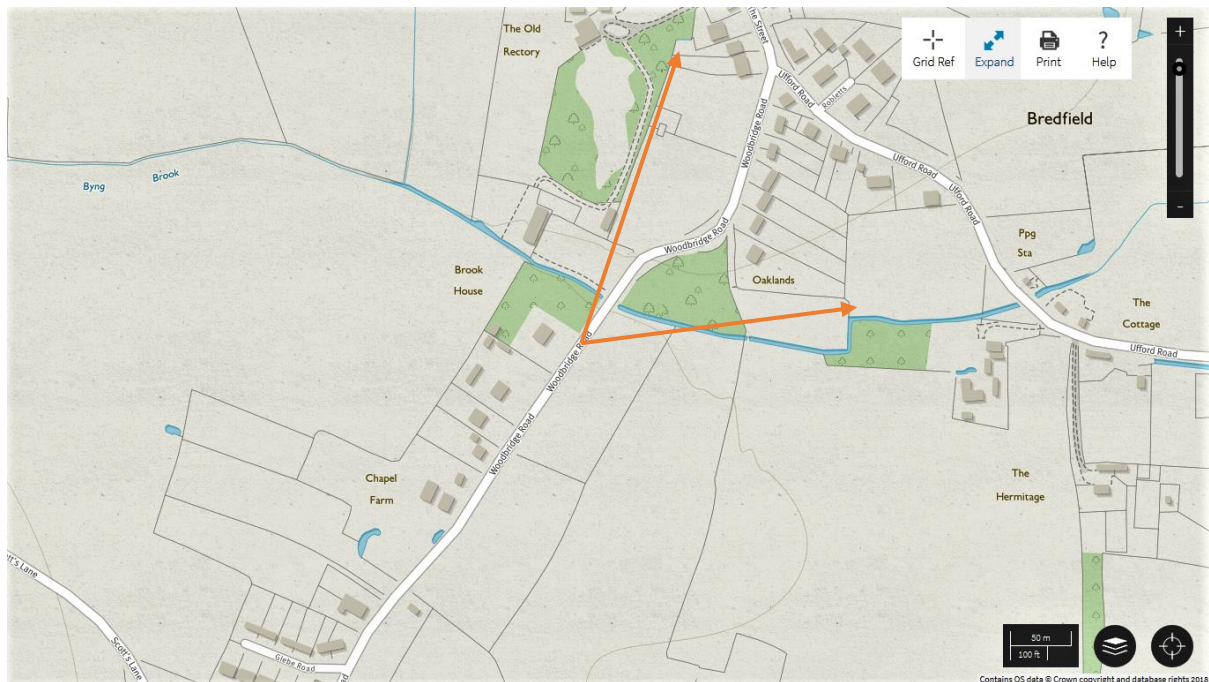 The Old
Rectory
The Street
Grid Ref
Expand
Print
?
Help
+
-
Ufford Road
Robletts
Bredfield
Woodbridge Road
Ufford Road
Ufford Road
Byng Brook
Woodbridge Road
Ppg
Sta
Brook
House
Oaklands
The
Cottage
Woodbridge Road
Ufford Road
Woodbridge Road
Chapel
Farm
The
Hermitage
Scott's Lane
Glebe Road
50 m
100 ft
Contains OS data © Crown copyright and database rights 2018